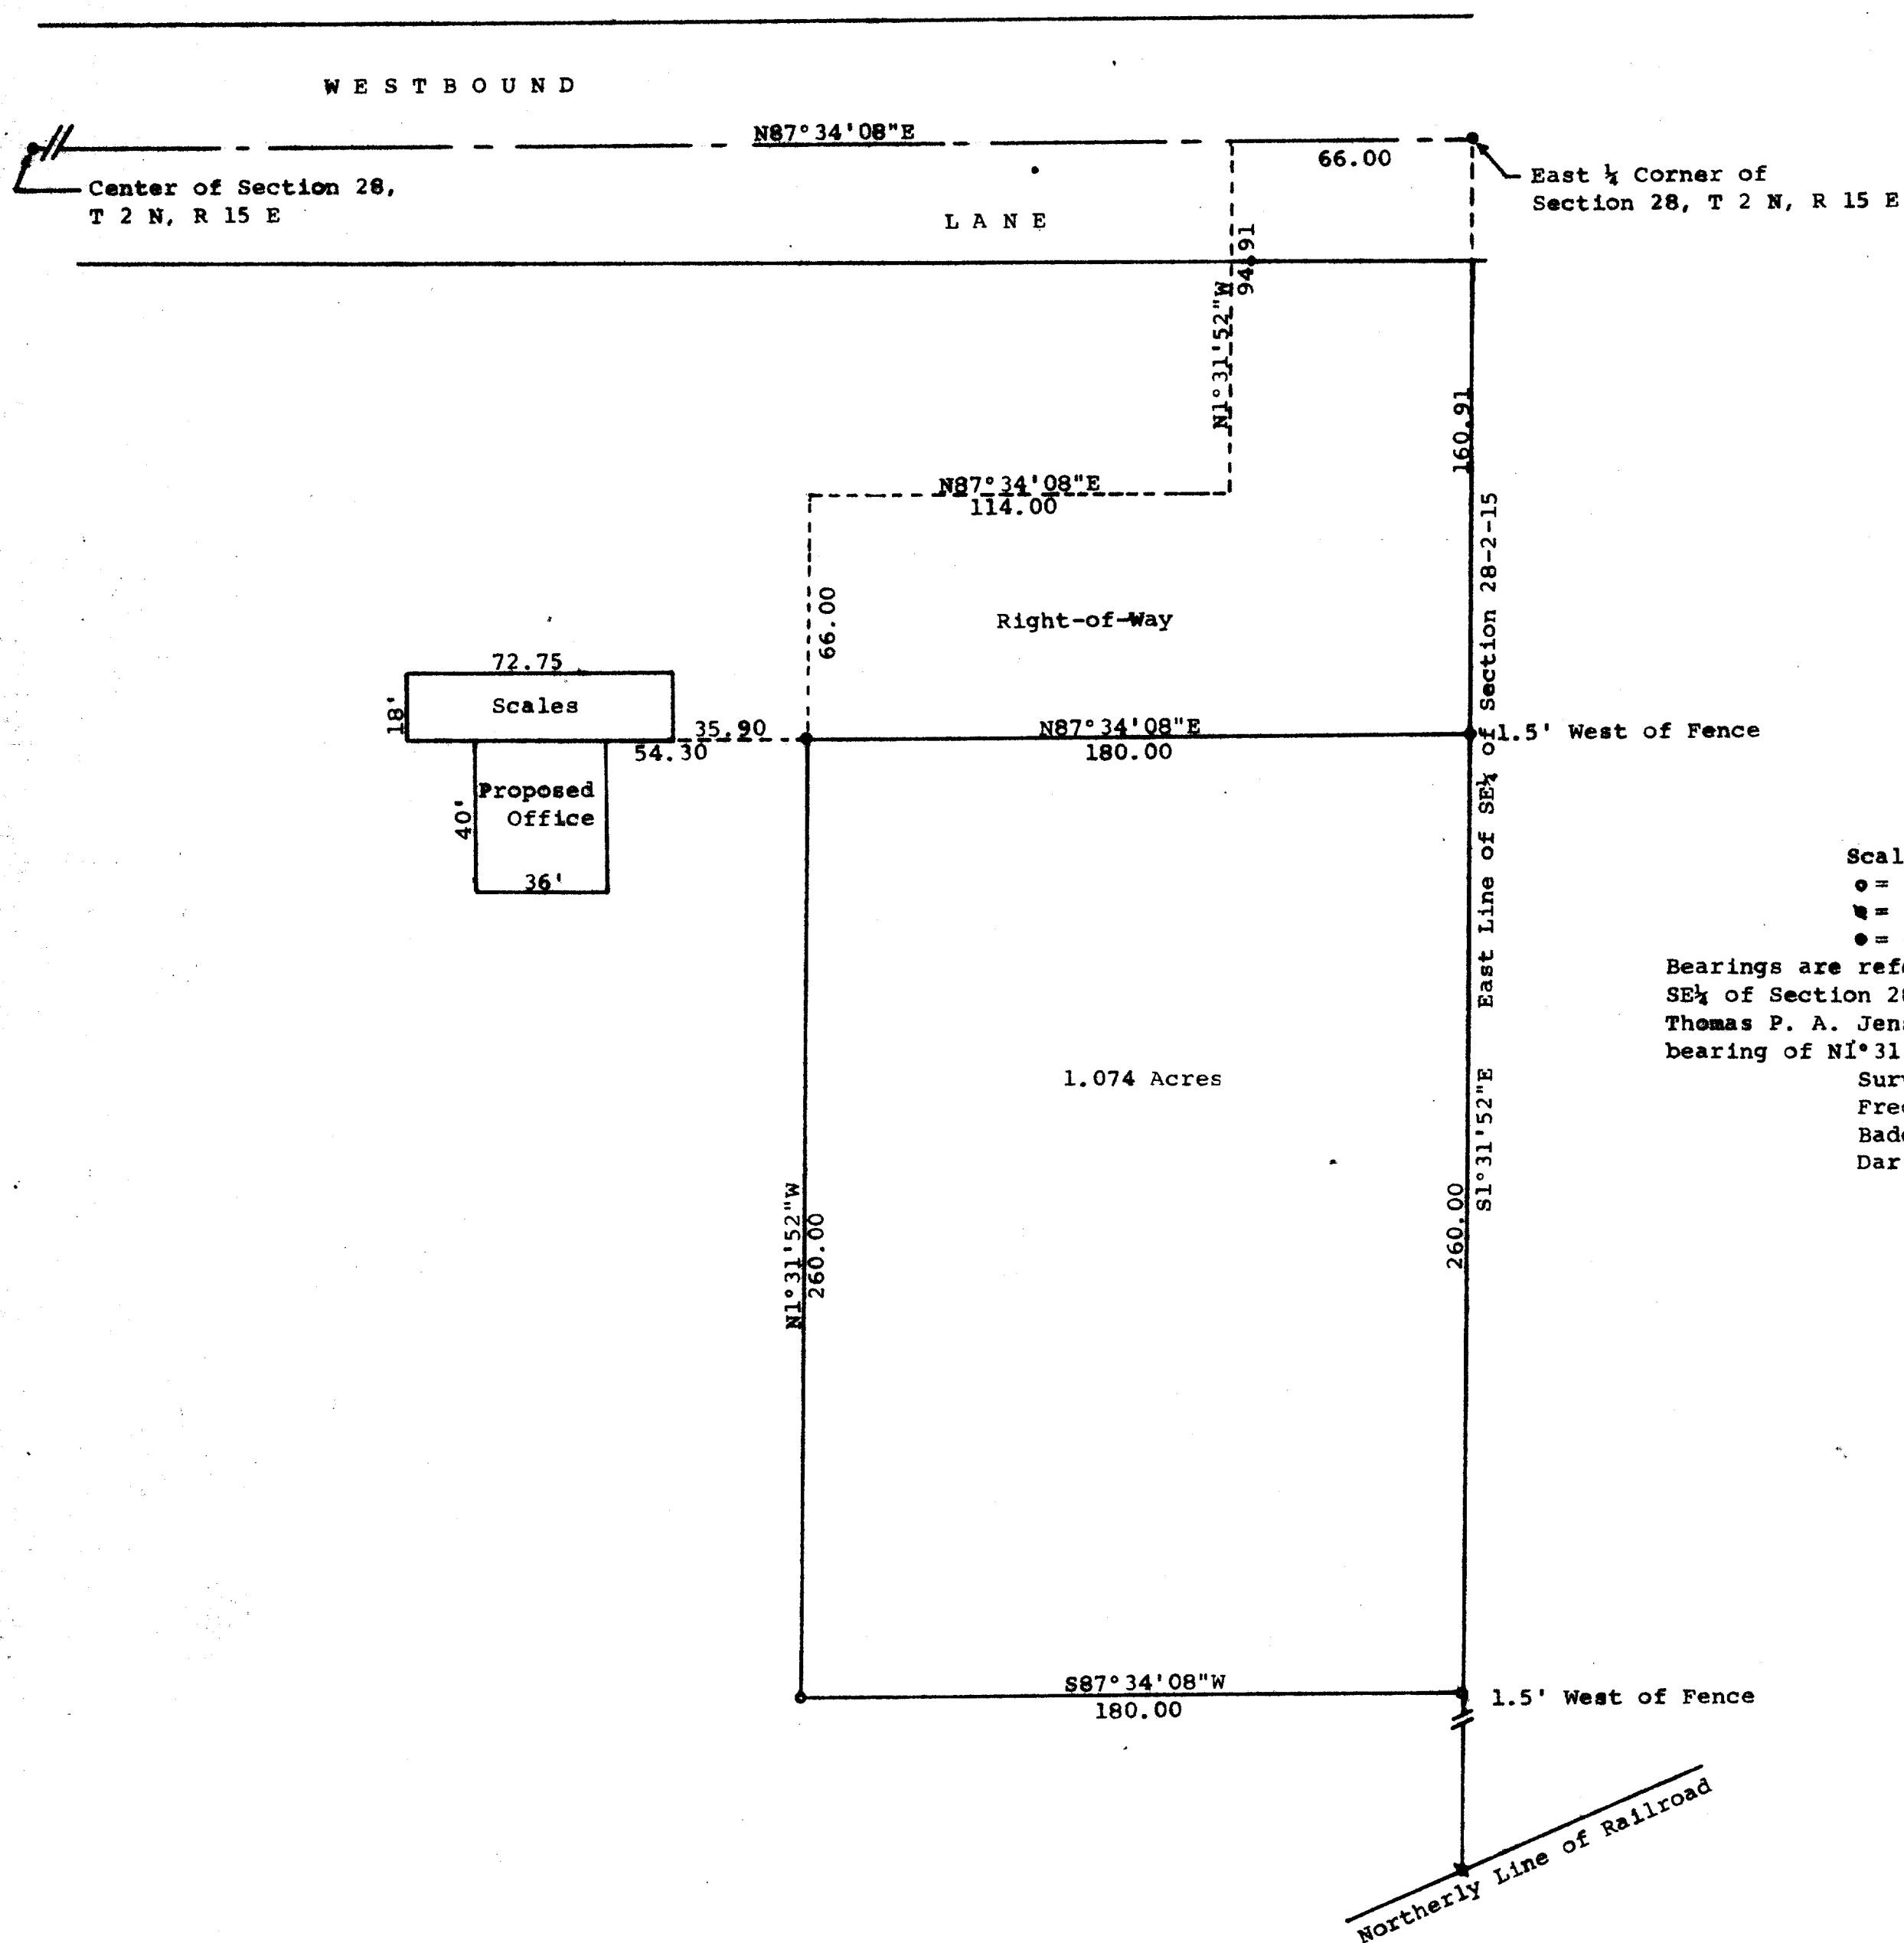 W E S T B O U N D
N87°34'08"E
66.00
Center of Section 28,
T 2 N, R 15 E
East ¼ Corner of
Section 28, T 2 N, R 15 E
L A N E
94.91
N1°31'52"W
160.91
N87°34'08"E
114.00
66.00
Right-of-Way
East Line of SE¼ of Section 28-2-15
72.75
Scales
18'
35.90
54.30
N87°34'08"E
180.00
1.5' West of Fence
Proposed
Office
40'
36'
Scal
=
=
=
Bearings are ref
SE¼ of Section 2
Thomas P. A. Jen
bearing of N1°31
Sur
Fre
Bad
Dar
1.074 Acres
S1°31'52"E
260.00
N1°31'52"W
260.00
S87°34'08"W
180.00
1.5' West of Fence
Northerly Line of Railroad